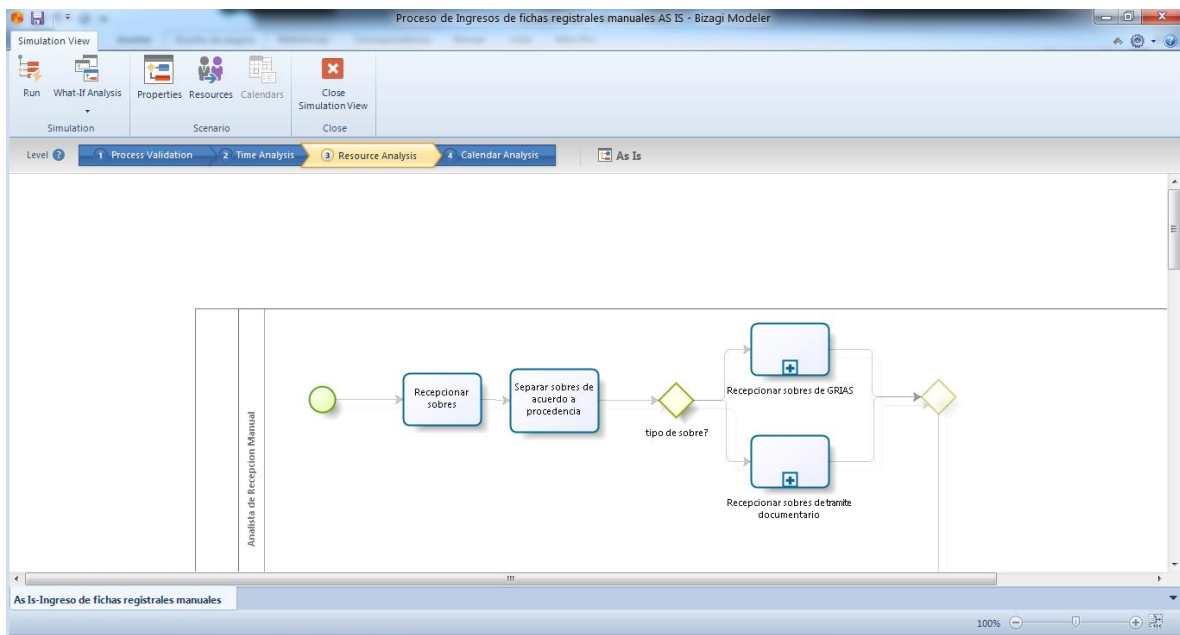 Proceso de Ingresos de fichas registrales manuales AS IS - Bizagi Modeler
Simulation View
Run
What-If Analysis
Properties
Resources
Calendars
Close
Simulation View
Simulation
Scenario
Close
Level
1 Process Validation
2 Time Analysis
3 Resource Analysis
4 Calendar Analysis
As Is
Analista de Recepcion Manual
Recepcionar
sobres
Separar sobres de
acuerdo a
procedencia
tipo de sobre?
Recepcionar sobres de GRIAS
Recepcionar sobres de tramite
documentario
As Is-Ingreso de fichas registrales manuales
100%